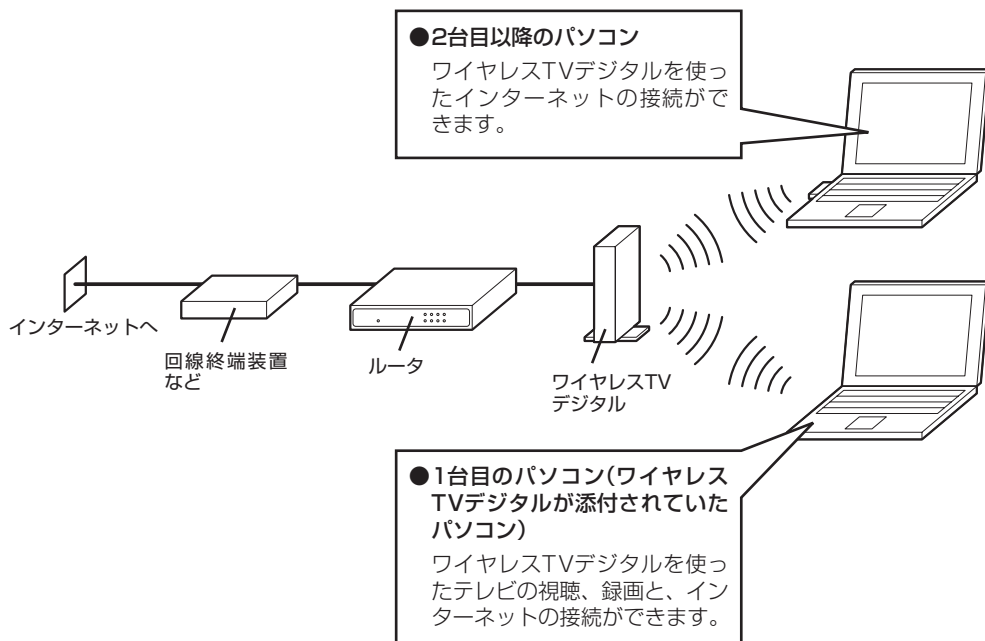 ●2台目以降のパソコン
ワイヤレスTVデジタルを使っ
たインターネットの接続がで
きます。
インターネットへ
回線終端装置
など
ルータ
ワイヤレスTV
デジタル
●1台目のパソコン(ワイヤレス
TVデジタルが添付されていた
パソコン)
ワイヤレスTVデジタルを使っ
たテレビの視聴、録画と、イン
ターネットの接続ができます。